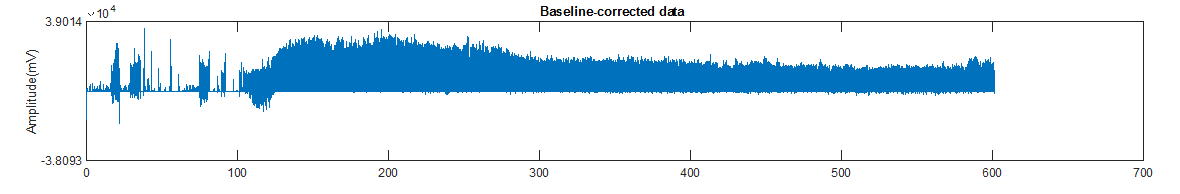 Baseline-corrected data
×10^4
3.9014
Amplitude(mV)
-3.8093
0 100 200 300 400 500 600 700